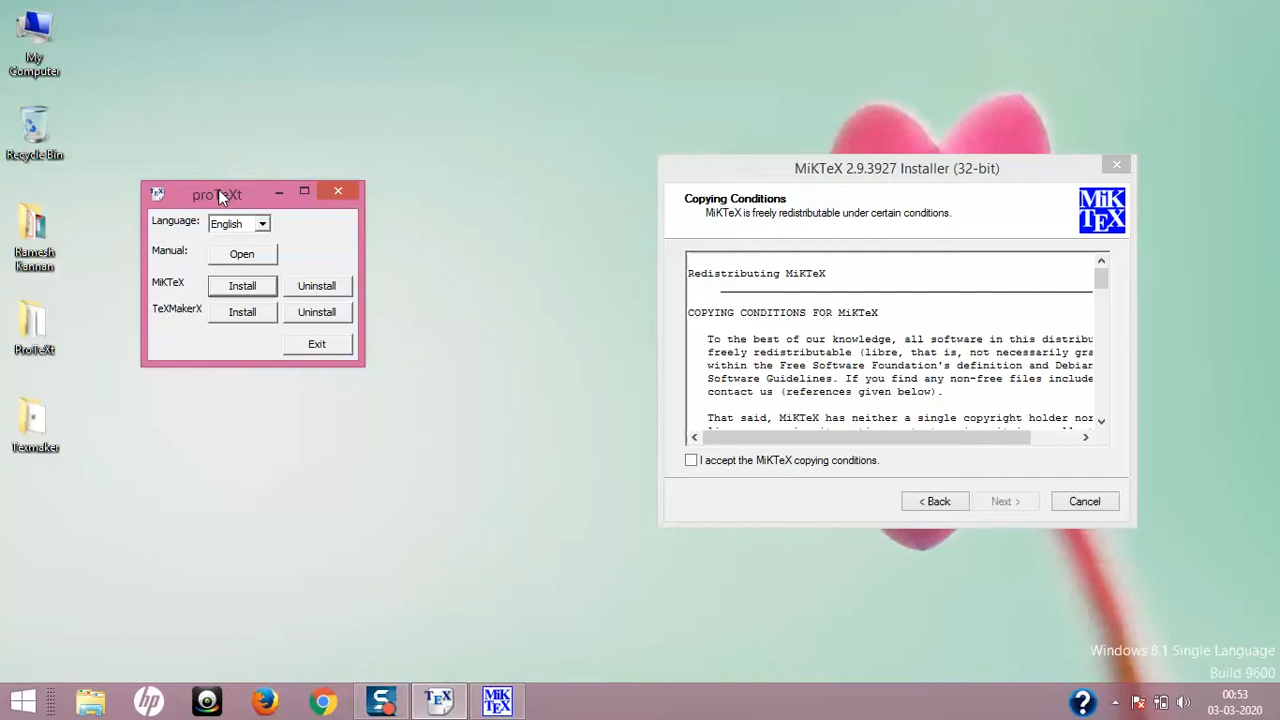 My
Computer
Recycle Bin
Ramesh
Kannan
ProTeXt
Texmaker
proTeXt
Language: English
Manual: Open
MiKTeX Install Uninstall
TeXMakerX Install Uninstall
Exit
MiKTeX 2.9.3927 Installer (32-bit)
Copying Conditions
MiKTeX is freely redistributable under certain conditions.
MiK
TEX
Redistributing MiKTeX
COPYING CONDITIONS FOR MiKTeX
To the best of our knowledge, all software in this distribu
freely redistributable (libre, that is, not necessarily gra
within the Free Software Foundation's definition and Debian
Software Guidelines. If you find any non-free files include
contact us (references given below).
That said, MiKTeX has neither a single copyright holder nor
I accept the MiKTeX copying conditions.
< Back Next > Cancel
Windows 8.1 Single Language
Build 9600
hp
S
TEX
MiK
TEX
?
00:53
03-03-2020